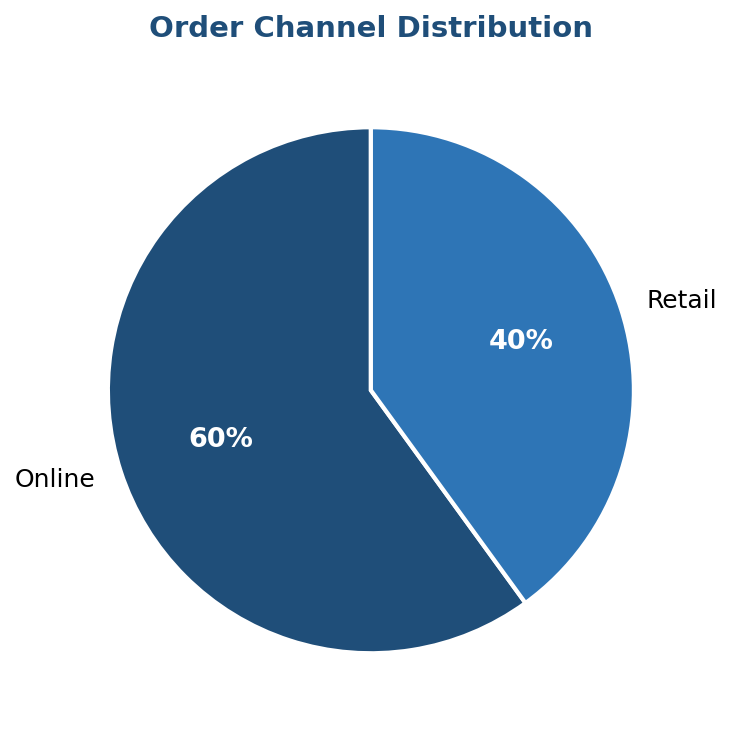 Order Channel Distribution
Retail
40%
60%
Online